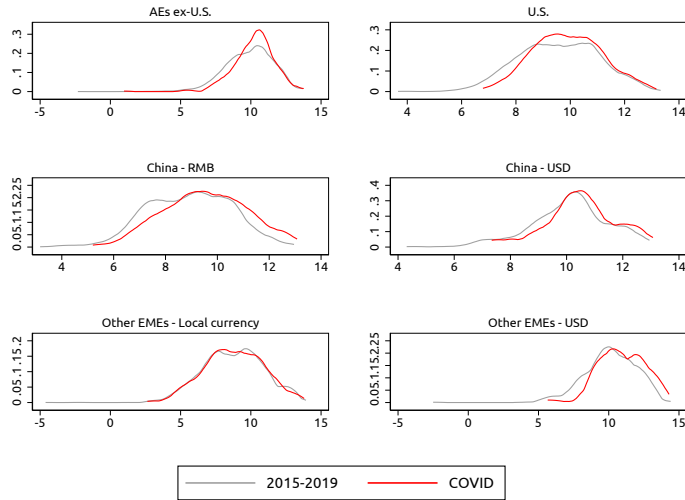 AEs ex-U.S.
0 .1 .2 .3
-5 0 5 10 15
U.S.
0 .1 .2 .3
4 6 8 10 12 14
China - RMB
0.05.1.15.2.25
4 6 8 10 12 14
China - USD
0 .1 .2 .3 .4
4 6 8 10 12 14
Other EMEs - Local currency
0.05.1.15.2
-5 0 5 10 15
Other EMEs - USD
0.05.1.15.2.25
-5 0 5 10 15
2015-2019 COVID